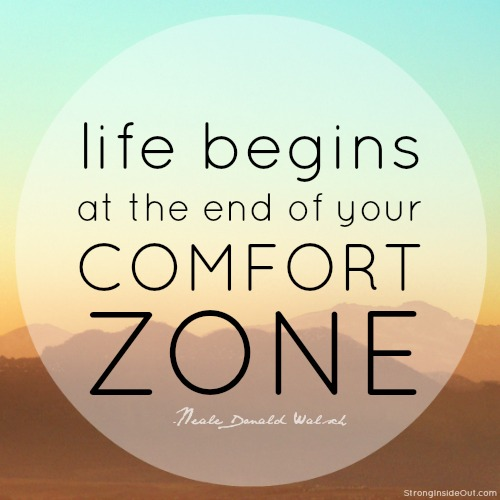 life begins
at the end of your
COMFORT
ZONE
-Neale Donald Walsch
StrongInsideOut.com